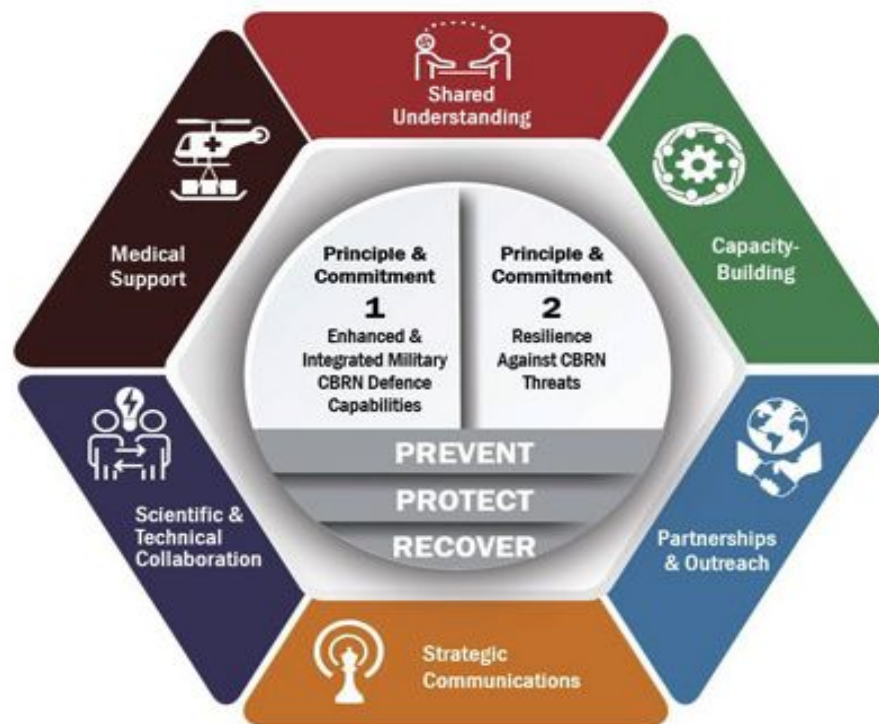 Shared
Understanding
Medical
Support
Capacity-
Building
Principle &
Commitment
1
Enhanced &
Integrated Military
CBRN Defence
Capabilities
Principle &
Commitment
2
Resilience
Against CBRN
Threats
PREVENT
PROTECT
RECOVER
Scientific &
Technical
Collaboration
Partnerships
& Outreach
Strategic
Communications